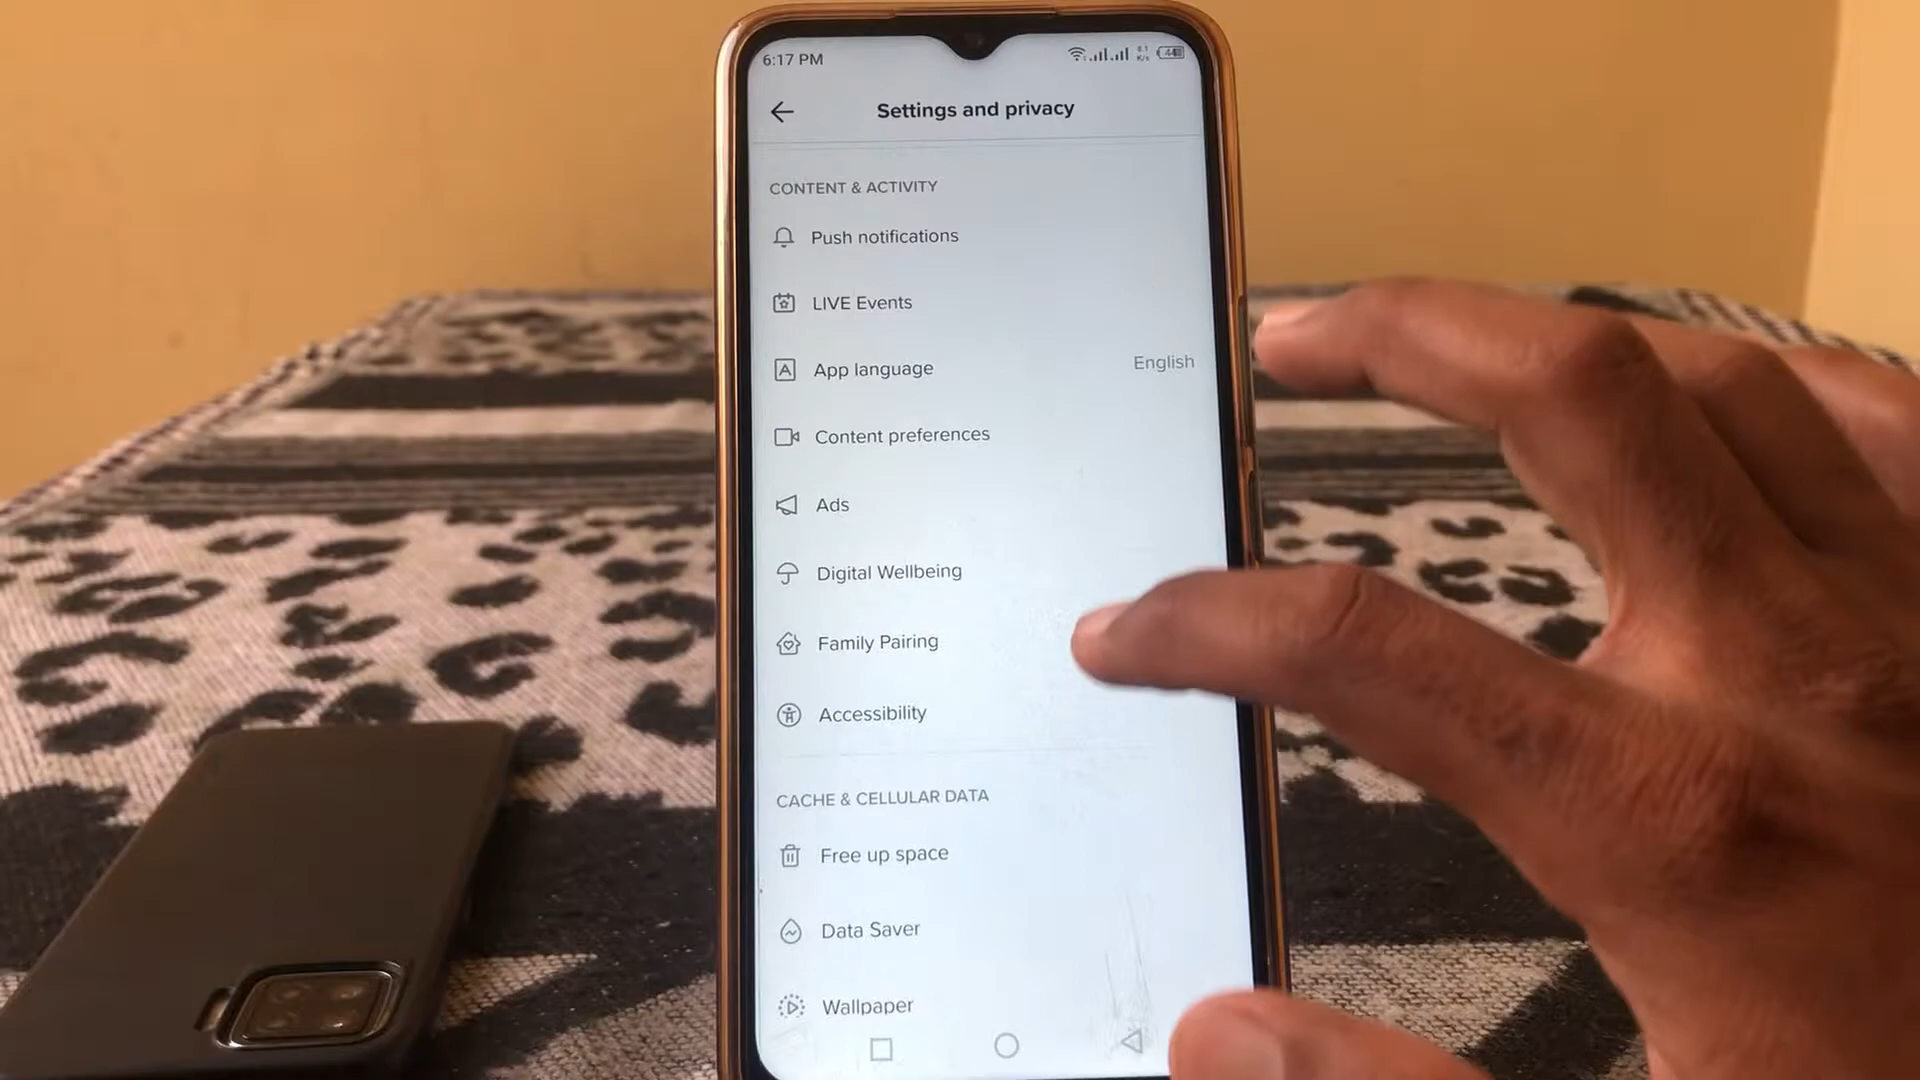 6:17 PM
Settings and privacy
CONTENT & ACTIVITY
Push notifications
LIVE Events
App language English
Content preferences
Ads
Digital Wellbeing
Family Pairing
Accessibility
CACHE & CELLULAR DATA
Free up space
Data Saver
Wallpaper